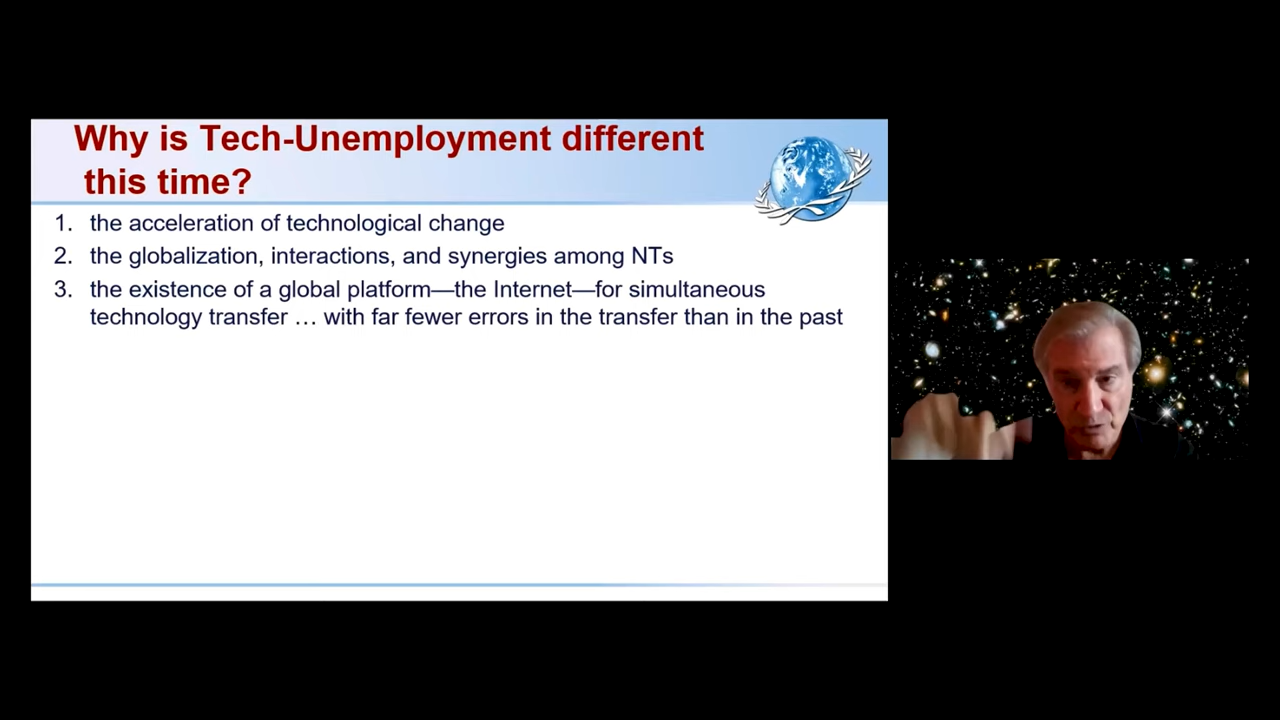 Why is Tech-Unemployment different
this time?
1. the acceleration of technological change
2. the globalization, interactions, and synergies among NTs
3. the existence of a global platform—the Internet—for simultaneous
technology transfer … with far fewer errors in the transfer than in the past